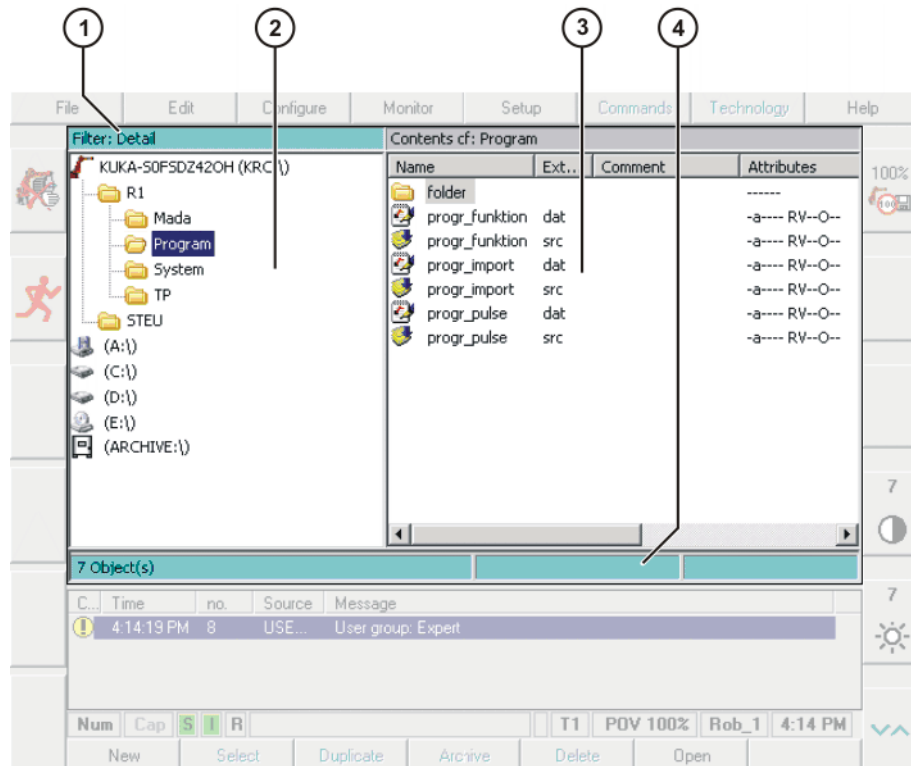 1 2 3 4
File Edit Configure Monitor Setup Commands Technology Help
Filter: Detail Contents of: Program
KUKA-S0FSDZ42OH (KRC:\) Name Ext.. Comment Attributes
100%
R1 folder ------
100
Mada progr_funktion dat -a---- RV--O--
Program progr_funktion src -a---- RV--O--
System progr_import dat -a---- RV--O--
TP progr_import src -a---- RV--O--
STEU progr_pulse dat -a---- RV--O--
(A:\) progr_pulse src -a---- RV--O--
(C:\)
(D:\)
(E:\)
(ARCHIVE:\)
7
7 Object(s)
C... Time no. Source Message
7
4:14:19 PM 8 USE... User group: Expert
Num Cap S I R T1 POV 100% Rob_1 4:14 PM
New Select Duplicate Archive Delete Open